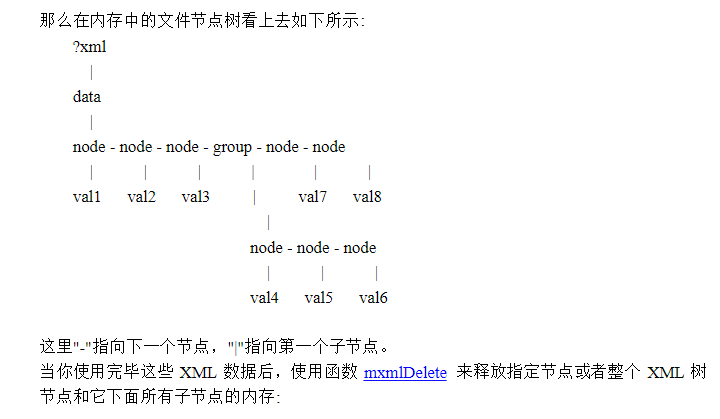 那么在内存中的文件节点树看上去如下所示:
?xml
|
data
|
node - node - node - group - node - node
| | | | | |
val1 val2 val3 | val7 val8
|
node - node - node
| | |
val4 val5 val6
这里"-"指向下一个节点，"|"指向第一个子节点。
当你使用完毕这些 XML 数据后，使用函数 mxmlDelete 来释放指定节点或者整个 XML 树
节点和它下面所有子节点的内存: